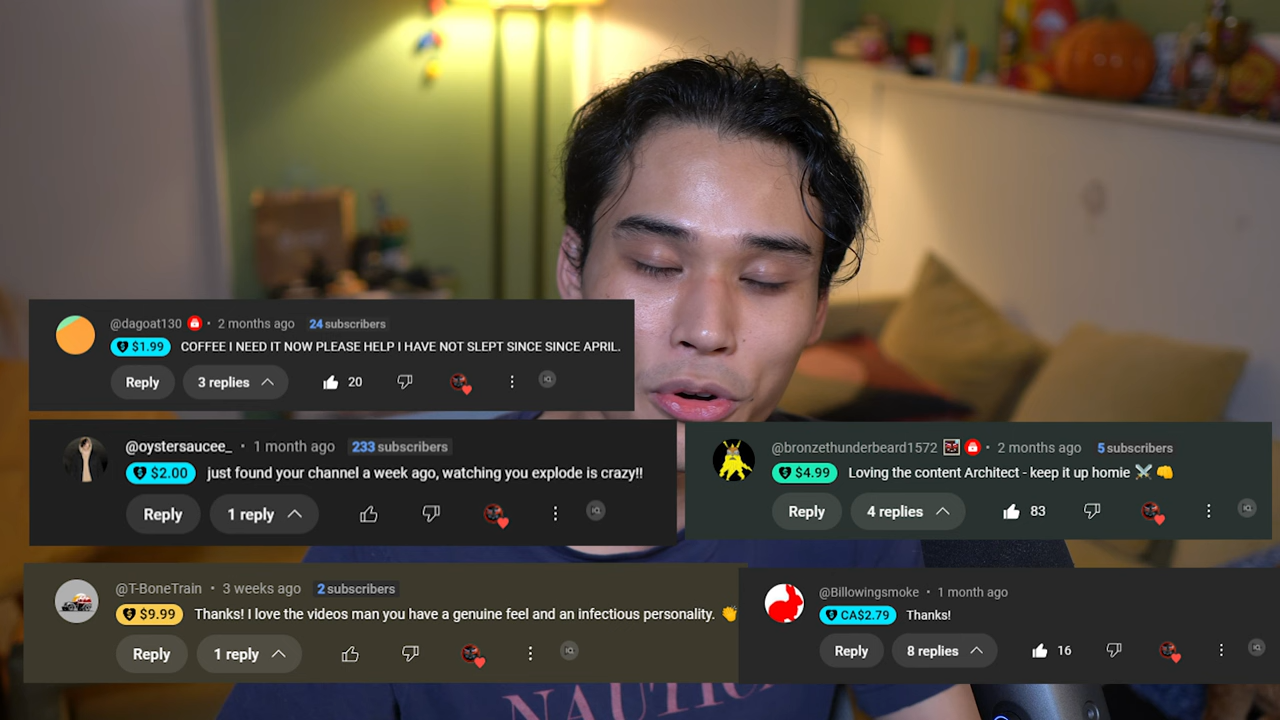 @dagoat130 • 2 months ago 24 subscribers
$1.99 COFFEE I NEED IT NOW PLEASE HELP I HAVE NOT SLEPT SINCE SINCE APRIL.
Reply 3 replies 20
@oystersaucee_ • 1 month ago 233 subscribers
$2.00 just found your channel a week ago, watching you explode is crazy!!
Reply 1 reply
@bronzethunderbeard1572 • 2 months ago 5 subscribers
$4.99 Loving the content Architect - keep it up homie ⚔️ 👊
Reply 4 replies 83
@T-BoneTrain • 3 weeks ago 2 subscribers
$9.99 Thanks! I love the videos man you have a genuine feel and an infectious personality. 👏
Reply 1 reply
@Billowingsmoke • 1 month ago
CA$2.79 Thanks!
Reply 8 replies 16